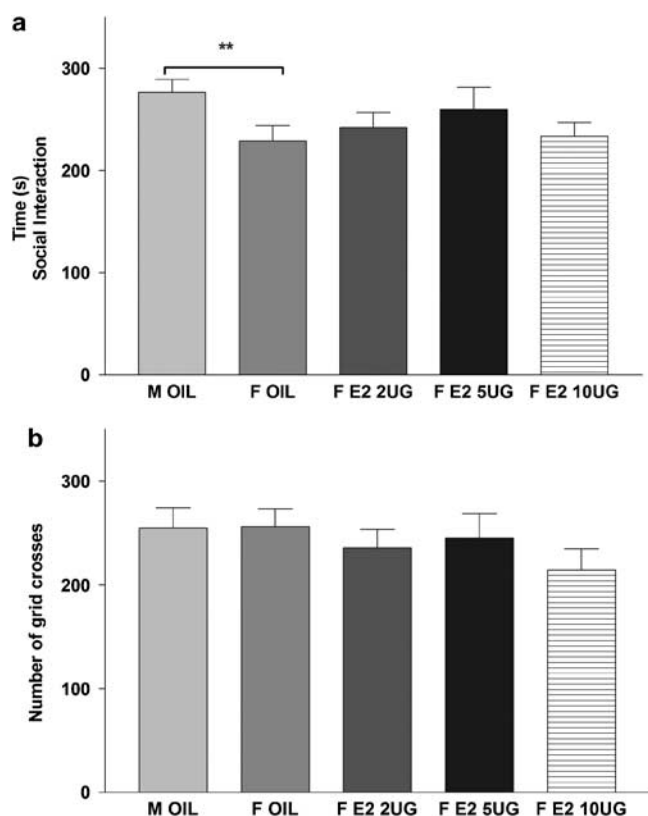 a
**
300
200
100
0
Time (s)
Social Interaction
M OIL F OIL F E2 2UG F E2 5UG F E2 10UG
b
300
200
100
0
Number of grid crosses
M OIL F OIL F E2 2UG F E2 5UG F E2 10UG